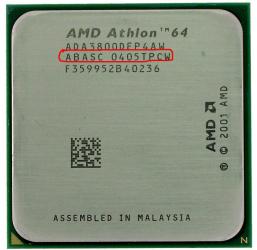 AMD Athlon™64
ADA3800DEP4AW
ABASC 0405TPCW
F359952B40236
AMD © 2001 AMD
ASSEMBLED IN MALAYSIA
N